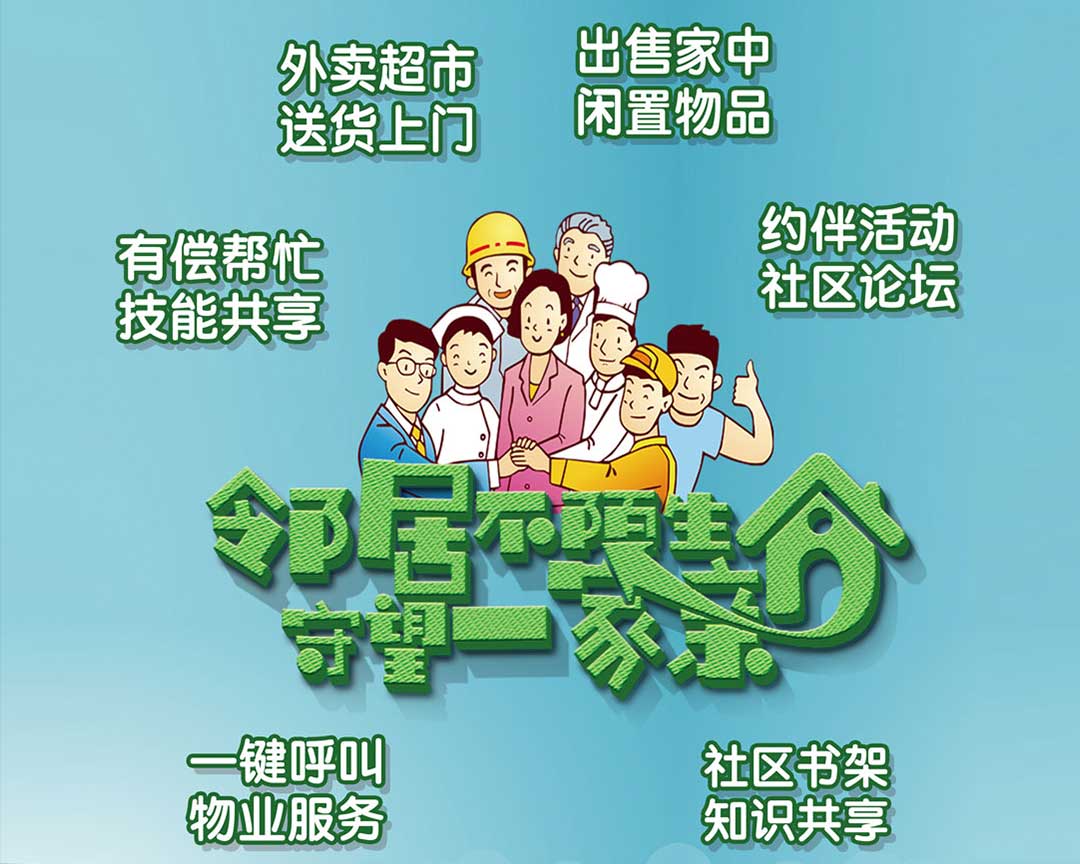 外卖超市
送货上门
出售家中
闲置物品
有偿帮忙
技能共享
约伴活动
社区论坛
邻居不陌生
守望一家亲
一键呼叫
物业服务
社区书架
知识共享